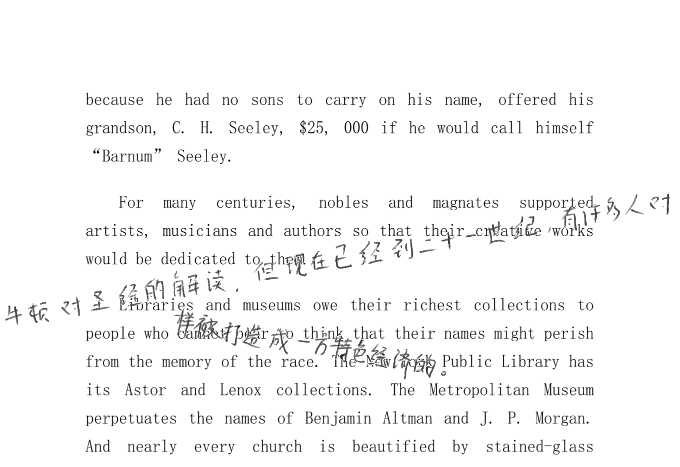 because he had no sons to carry on his name, offered his
grandson, C. H. Seeley, $25, 000 if he would call himself
“Barnum” Seeley.
For many centuries, nobles and magnates supported
artists, musicians and authors so that their creative works
would be dedicated to them.
Libraries and museums owe their richest collections to
people who cannot bear to think that their names might perish
from the memory of the race. The New York Public Library has
its Astor and Lenox collections. The Metropolitan Museum
perpetuates the names of Benjamin Altman and J. P. Morgan.
And nearly every church is beautified by stained-glass
牛顿对圣经的解读，但现在已经到二十一世纪，有许多人对
样被打造成一方特色经济的。